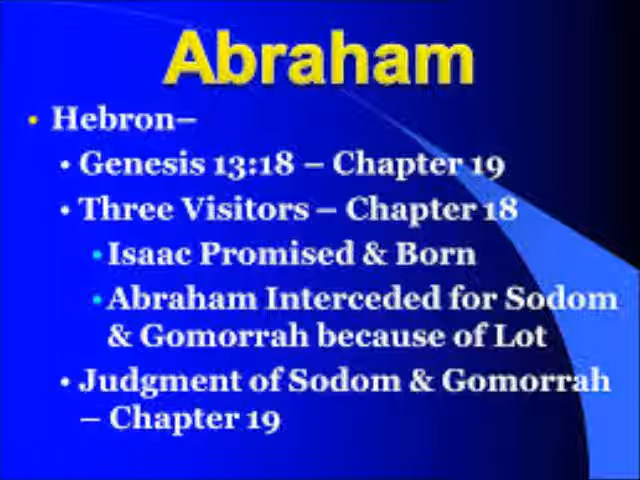 Abraham
• Hebron–
• Genesis 13:18 – Chapter 19
• Three Visitors – Chapter 18
• Isaac Promised & Born
• Abraham Interceded for Sodom
& Gomorrah because of Lot
• Judgment of Sodom & Gomorrah
– Chapter 19